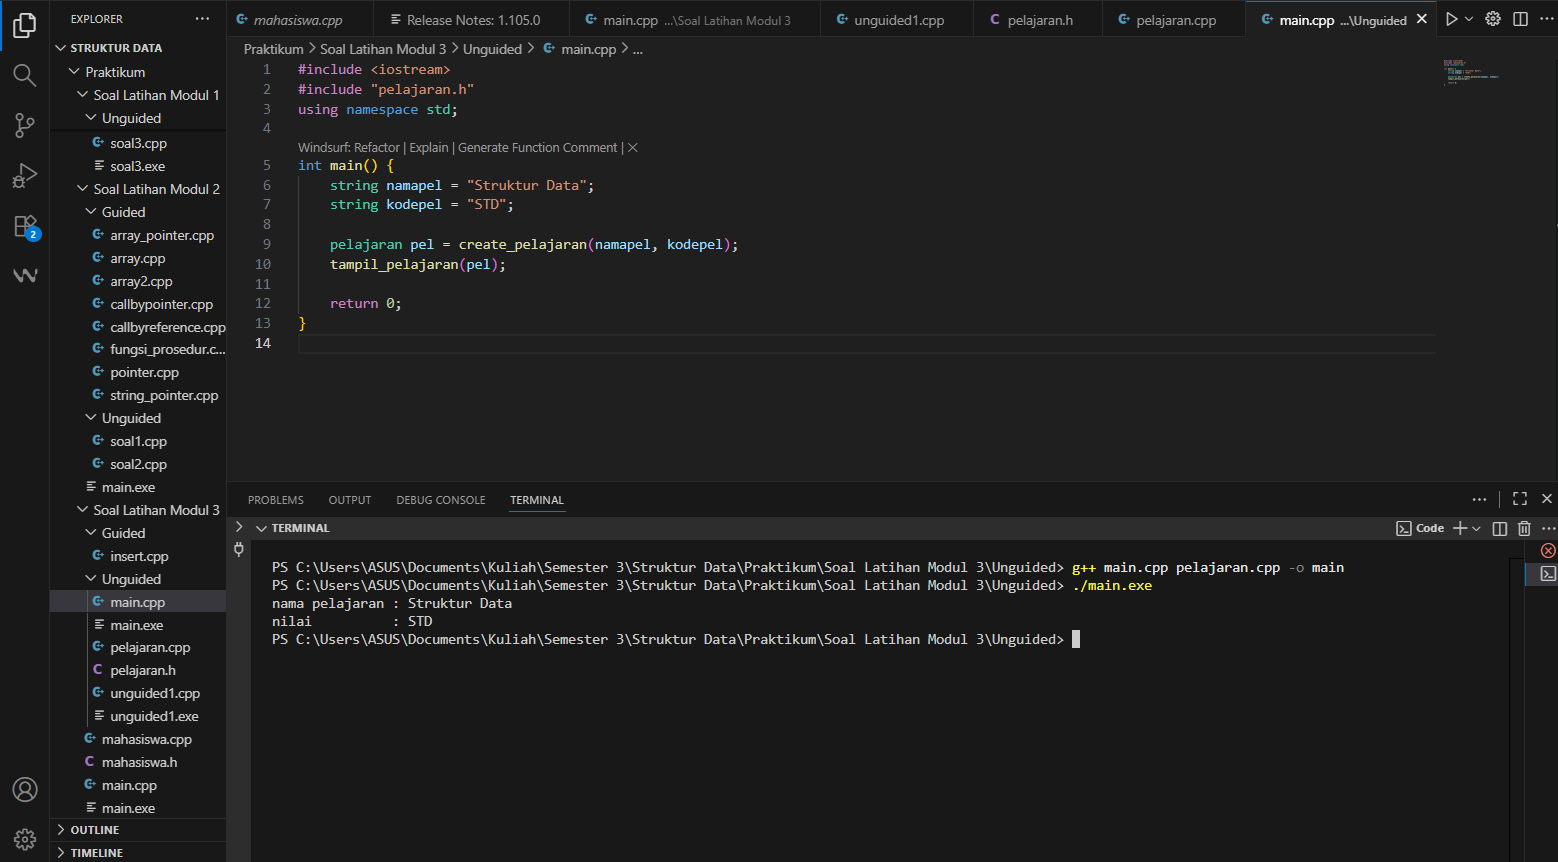 EXPLORER
STRUKTUR DATA
Praktikum
Soal Latihan Modul 1
Unguided
soal3.cpp
soal3.exe
Soal Latihan Modul 2
Guided
array_pointer.cpp
array.cpp
array2.cpp
callbypointer.cpp
callbyreference.cpp
fungsi_prosedur.c...
pointer.cpp
string_pointer.cpp
Unguided
soal1.cpp
soal2.cpp
main.exe
Soal Latihan Modul 3
Guided
insert.cpp
Unguided
main.cpp
main.exe
pelajaran.cpp
pelajaran.h
unguided1.cpp
unguided1.exe
mahasiswa.cpp
mahasiswa.h
main.cpp
main.exe
OUTLINE
TIMELINE
2
mahasiswa.cpp
Release Notes: 1.105.0
main.cpp ...\Soal Latihan Modul 3
unguided1.cpp
pelajaran.h
pelajaran.cpp
main.cpp ...\Unguided
Praktikum > Soal Latihan Modul 3 > Unguided > main.cpp > ...
1 #include <iostream>
2 #include "pelajaran.h"
3 using namespace std;
4
Windsurf: Refactor | Explain | Generate Function Comment | ×
5 int main() {
6 string namapel = "Struktur Data";
7 string kodepel = "STD";
8
9 pelajaran pel = create_pelajaran(namapel, kodepel);
10 tampil_pelajaran(pel);
11
12 return 0;
13 }
14
PROBLEMS OUTPUT DEBUG CONSOLE TERMINAL
TERMINAL
Code
PS C:\Users\ASUS\Documents\Kuliah\Semester 3\Struktur Data\Praktikum\Soal Latihan Modul 3\Unguided> g++ main.cpp pelajaran.cpp -o main
PS C:\Users\ASUS\Documents\Kuliah\Semester 3\Struktur Data\Praktikum\Soal Latihan Modul 3\Unguided> ./main.exe
nama pelajaran : Struktur Data
nilai : STD
PS C:\Users\ASUS\Documents\Kuliah\Semester 3\Struktur Data\Praktikum\Soal Latihan Modul 3\Unguided>